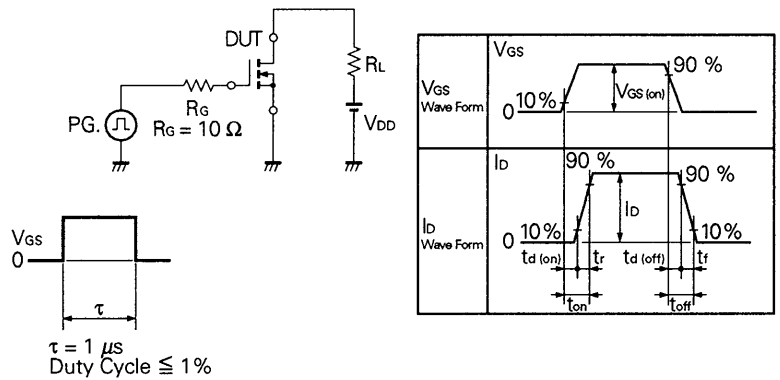 DUT
RL
RG
RG = 10 Ω
PG.
VDD
VGS
0
τ
τ = 1 μs
Duty Cycle ≦ 1%
VGS
Wave Form
VGS
90 %
10%
VGS (on)
0
ID
Wave Form
ID
90 %
90 %
ID
0
10%
10%
td (on)
tr
td (off)
tf
ton
toff